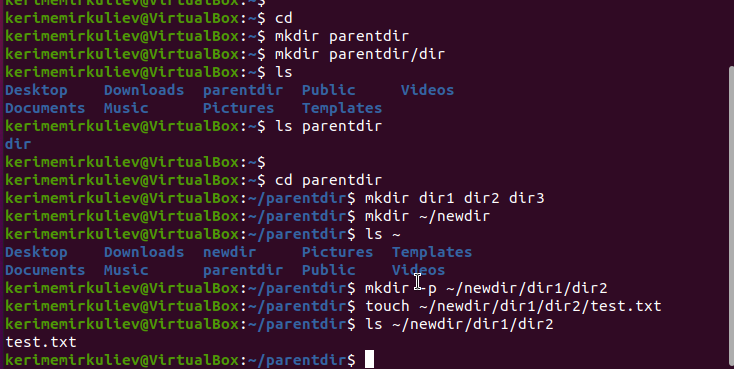 kerimemirkuliev@VirtualBox:~$
kerimemirkuliev@VirtualBox:~$ cd
kerimemirkuliev@VirtualBox:~$ mkdir parentdir
kerimemirkuliev@VirtualBox:~$ mkdir parentdir/dir
kerimemirkuliev@VirtualBox:~$ ls
Desktop    Downloads  parentdir  Public     Videos
Documents  Music      Pictures   Templates
kerimemirkuliev@VirtualBox:~$ ls parentdir
dir
kerimemirkuliev@VirtualBox:~$
kerimemirkuliev@VirtualBox:~$ cd parentdir
kerimemirkuliev@VirtualBox:~/parentdir$ mkdir dir1 dir2 dir3
kerimemirkuliev@VirtualBox:~/parentdir$ mkdir ~/newdir
kerimemirkuliev@VirtualBox:~/parentdir$ ls ~
Desktop    Downloads  newdir     Pictures  Templates
Documents  Music      parentdir  Public    Videos
kerimemirkuliev@VirtualBox:~/parentdir$ mkdir -p ~/newdir/dir1/dir2
kerimemirkuliev@VirtualBox:~/parentdir$ touch ~/newdir/dir1/dir2/test.txt
kerimemirkuliev@VirtualBox:~/parentdir$ ls ~/newdir/dir1/dir2
test.txt
kerimemirkuliev@VirtualBox:~/parentdir$